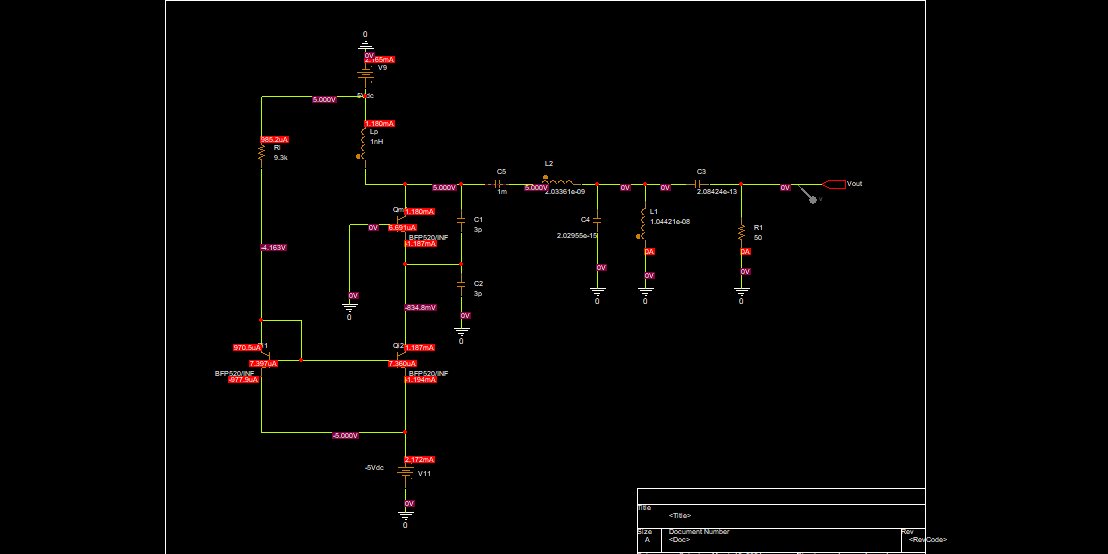 0
0V
2.165mA
V9
5Vdc
5.000V
1.180mA
Lp
1nH
985.2uA
Ri
9.3k
C5
1m
5.000V
L2
5.000V
2.03361e-09
0V
0V
C3
2.08424e-13
0V
Vout
V
Qm
1.180mA
6.691uA
BFP520/INF
-1.187mA
0V
C1
3p
C4
2.02955e-15
L1
1.04421e-08
R1
50
-4.163V
0A
0A
0V
0V
0V
0
0
0
0V
0
C2
3p
-834.8mV
0V
0
970.5uA
7.397uA
BFP520/INF
-977.9uA
Qi2
1.187mA
7.360uA
BFP520/INF
-1.194mA
-5.000V
2.172mA
-5Vdc
V11
0V
0
Title
<Title>
Size
A
Document Number
<Doc>
Rev
<RevCode>